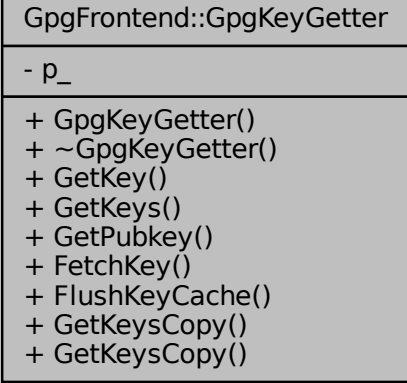 GpgFrontend::GpgKeyGetter
- p_
+ GpgKeyGetter()
+ ~GpgKeyGetter()
+ GetKey()
+ GetKeys()
+ GetPubkey()
+ FetchKey()
+ FlushKeyCache()
+ GetKeysCopy()
+ GetKeysCopy()